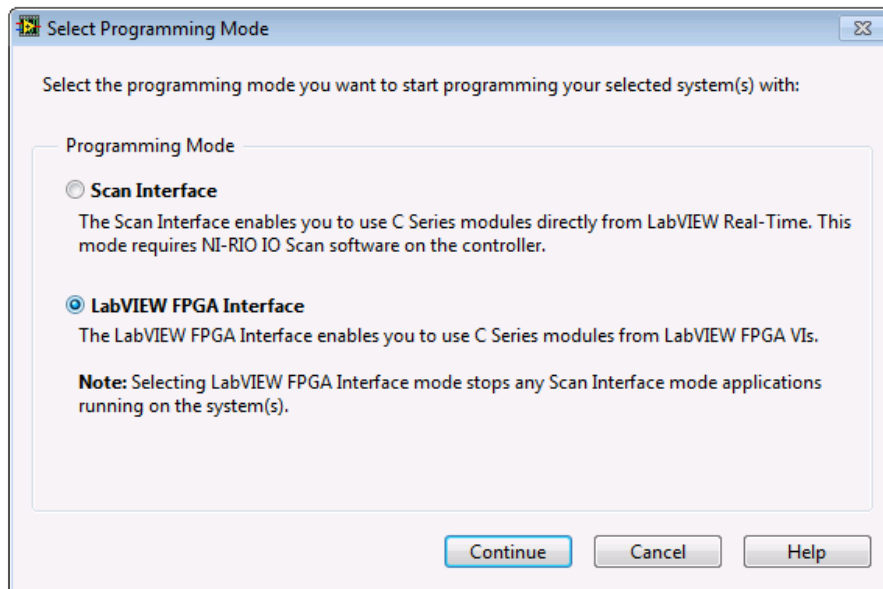 Select Programming Mode
Select the programming mode you want to start programming your selected system(s) with:
Programming Mode
Scan Interface
The Scan Interface enables you to use C Series modules directly from LabVIEW Real-Time. This
mode requires NI-RIO IO Scan software on the controller.
LabVIEW FPGA Interface
The LabVIEW FPGA Interface enables you to use C Series modules from LabVIEW FPGA VIs.
Note: Selecting LabVIEW FPGA Interface mode stops any Scan Interface mode applications
running on the system(s).
Continue Cancel Help